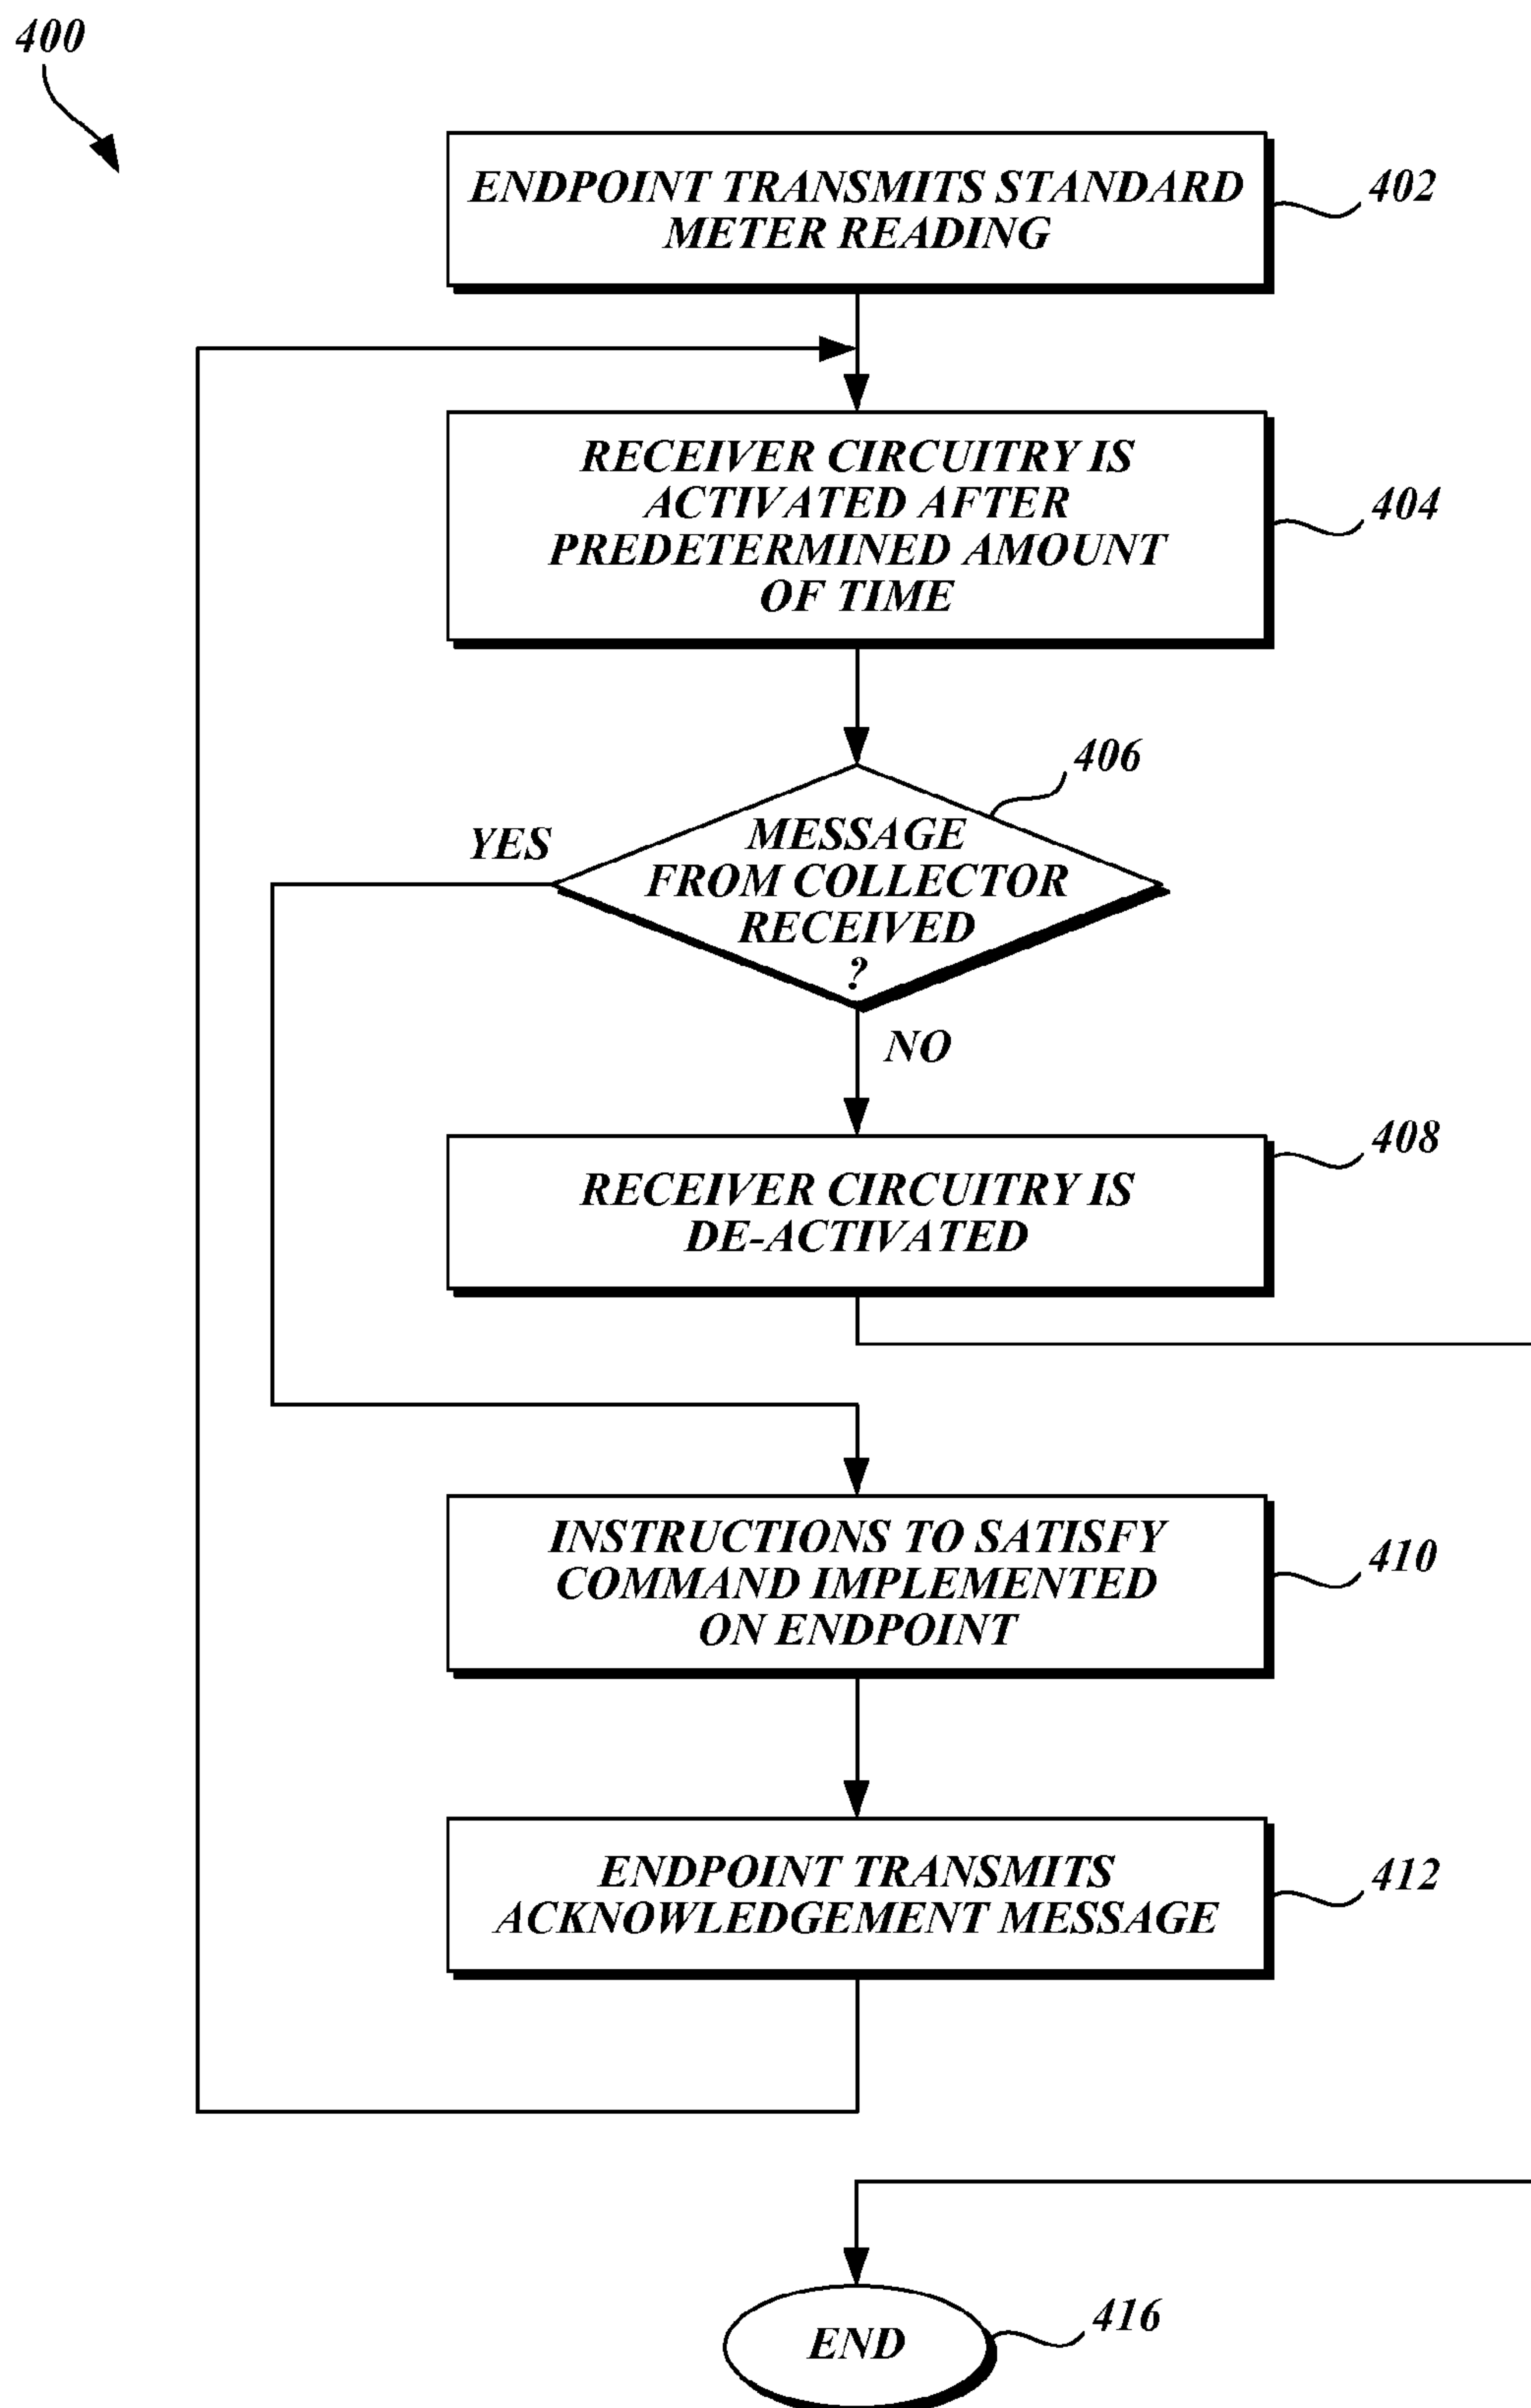 400
ENDPOINT TRANSMITS STANDARD
METER READING
402
RECEIVER CIRCUITRY IS
ACTIVATED AFTER
PREDETERMINED AMOUNT
OF TIME
404
406
MESSAGE
FROM COLLECTOR
RECEIVED
?
YES
NO
408
RECEIVER CIRCUITRY IS
DE-ACTIVATED
INSTRUCTIONS TO SATISFY
COMMAND IMPLEMENTED
ON ENDPOINT
410
ENDPOINT TRANSMITS
ACKNOWLEDGEMENT MESSAGE
412
END
416